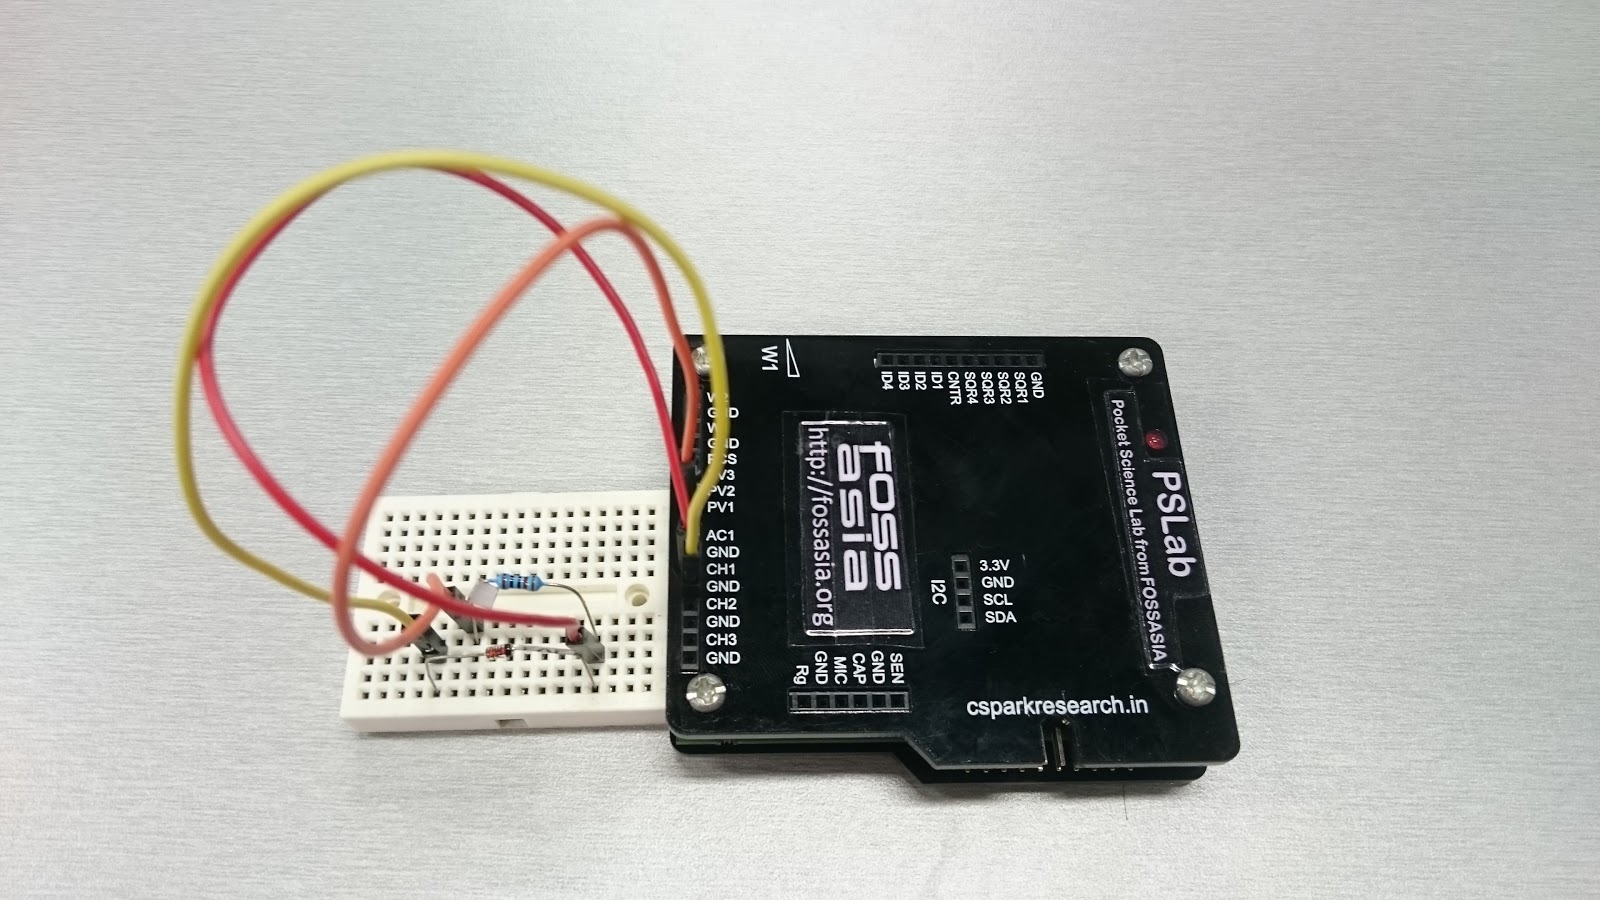 W1
GND
GND
PV2
PV1
AC1
GND
CH1
GND
CH2
GND
CH3
GND
ID4
ID3
ID2
ID1
CNTR
SQR4
SQR3
SQR2
SQR1
GND
foss
asia
http://fossasia.org
I2C
3.3V
GND
SCL
SDA
Rg
GND
MIC
CAP
GND
SEN
PSLab
Pocket Science Lab from FOSSASIA
csparkresearch.in